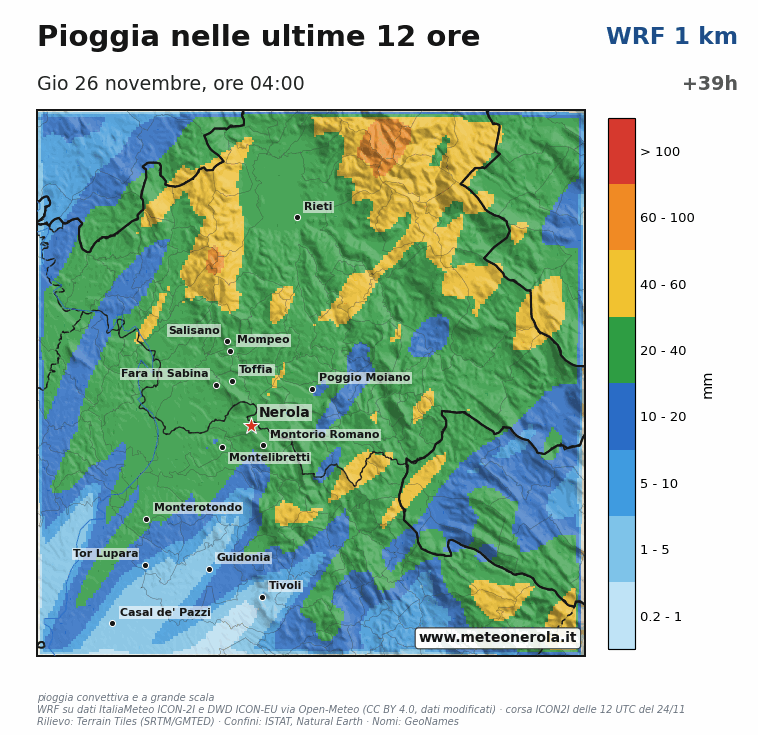 Pioggia nelle ultime 12 ore
WRF 1 km
Gio 26 novembre, ore 04:00
+39h
Rieti
Salisano
Mompeo
Fara in Sabina
Toffia
Poggio Moiano
Nerola
Montorio Romano
Montelibretti
Monterotondo
Tor Lupara
Guidonia
Tivoli
Casal de' Pazzi
www.meteonerola.it
> 100
60 - 100
40 - 60
20 - 40
10 - 20
5 - 10
1 - 5
0.2 - 1
mm
pioggia convettiva e a grande scala
WRF su dati ItaliaMeteo ICON-2I e DWD ICON-EU via Open-Meteo (CC BY 4.0, dati modificati) · corsa ICON2I delle 12 UTC del 24/11
Rilievo: Terrain Tiles (SRTM/GMTED) · Confini: ISTAT, Natural Earth · Nomi: GeoNames